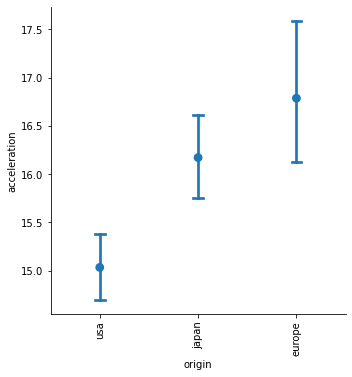 17.5
17.0
16.5
16.0
15.5
15.0
acceleration
usa
japan
europe
origin